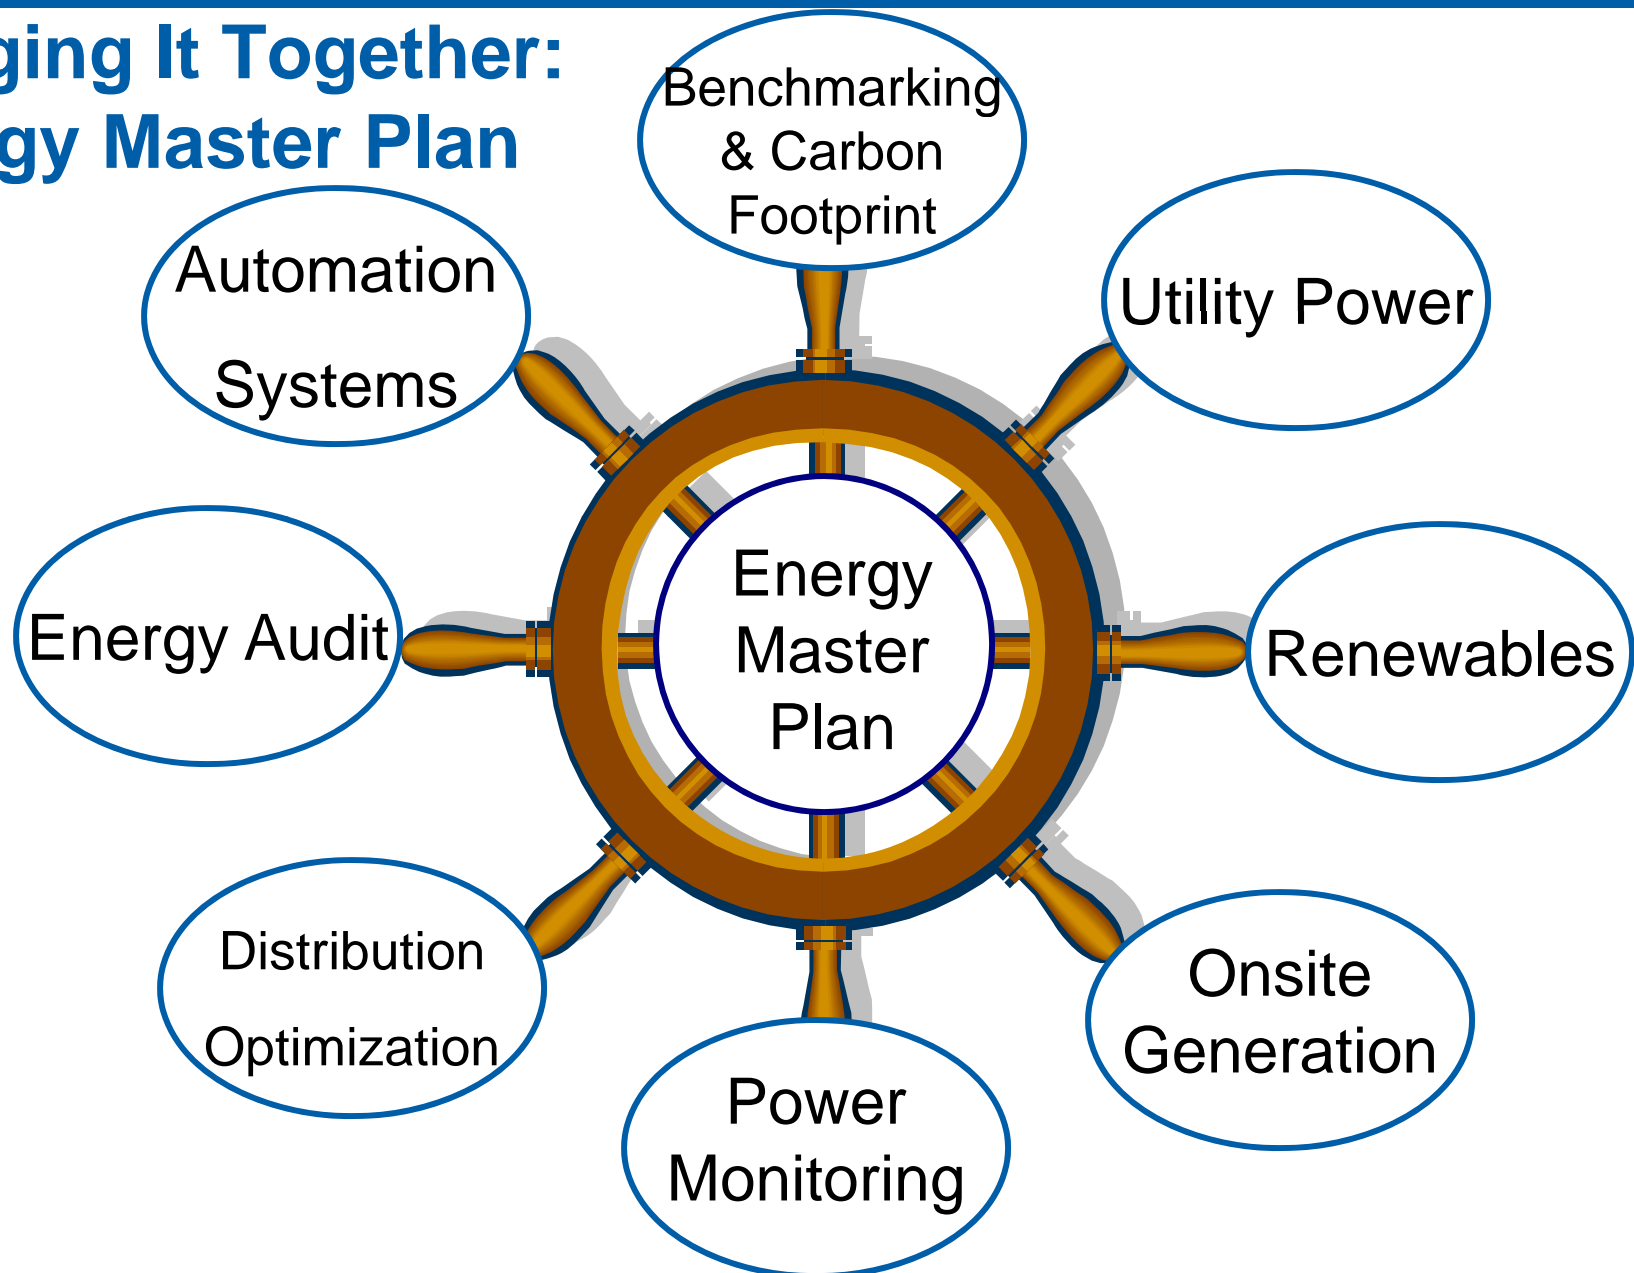 ging It Together:
gy Master Plan
Benchmarking
& Carbon
Footprint
Utility Power
Renewables
Onsite
Generation
Power
Monitoring
Distribution
Optimization
Energy Audit
Automation
Systems
Energy
Master
Plan